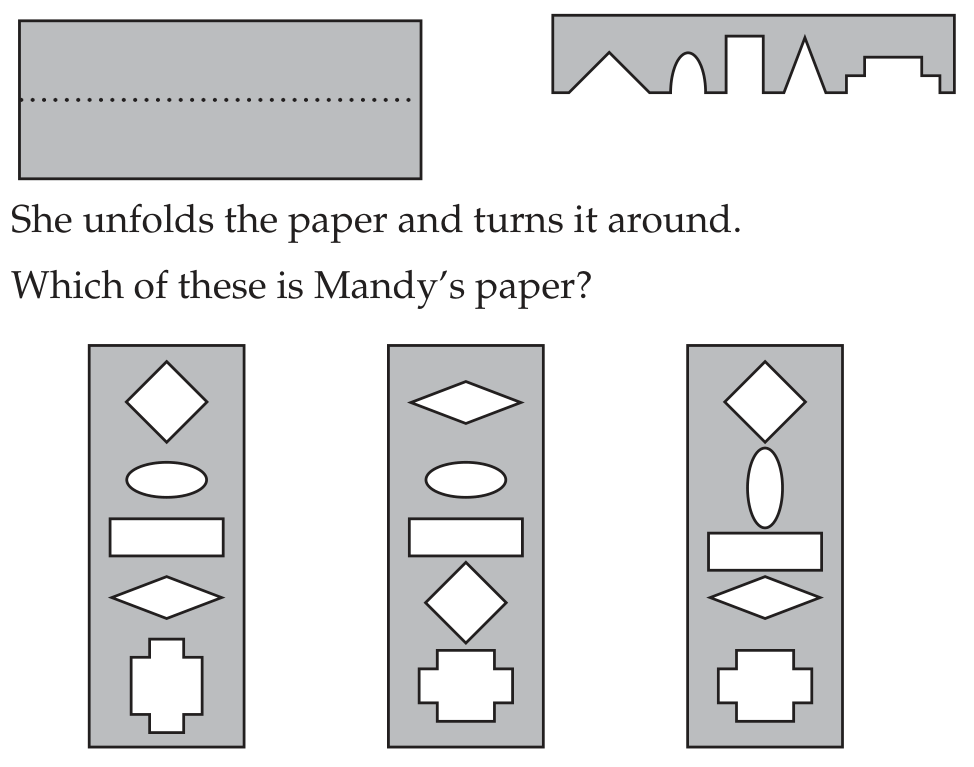 She unfolds the paper and turns it around.
Which of these is Mandy’s paper?